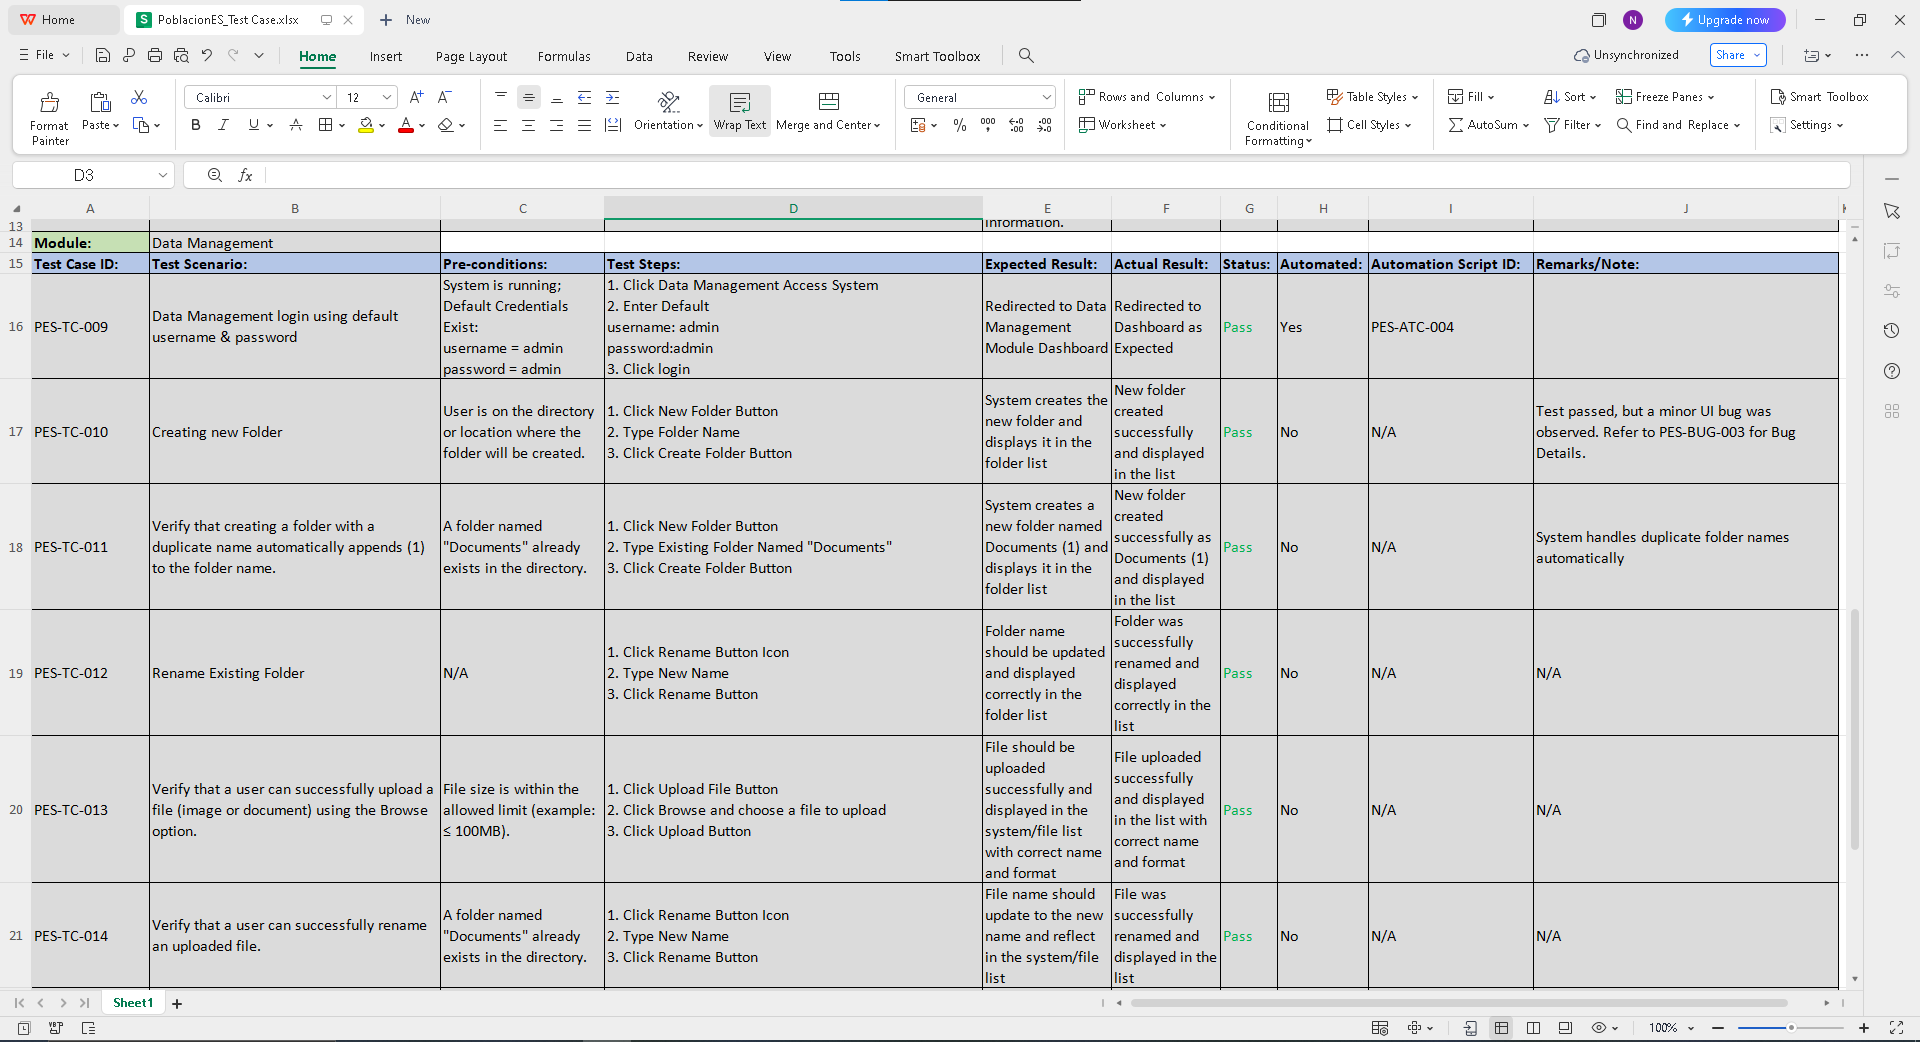 Home
PoblacionES_Test Case.xlsx
New
N
Upgrade now
File
Home
Insert
Page Layout
Formulas
Data
Review
View
Tools
Smart Toolbox
Unsynchronized
Share
Format Painter
Paste
Calibri
12
B I U A
Orientation
Wrap Text
Merge and Center
General
Rows and Columns
Worksheet
Conditional Formatting
Table Styles
Cell Styles
Fill
AutoSum
Sort
Filter
Freeze Panes
Find and Replace
Smart Toolbox
Settings
D3
fx
A B C D E F G H I J
13
Information.
14
Module:
Data Management
15
Test Case ID:
Test Scenario:
Pre-conditions:
Test Steps:
Expected Result:
Actual Result:
Status:
Automated:
Automation Script ID:
Remarks/Note:
16
PES-TC-009
Data Management login using default
username & password
System is running;
Default Credentials
Exist:
username = admin
password = admin
1. Click Data Management Access System
2. Enter Default
username: admin
password:admin
3. Click login
Redirected to Data
Management
Module Dashboard
Redirected to
Dashboard as
Expected
Pass
Yes
PES-ATC-004
17
PES-TC-010
Creating new Folder
User is on the directory
or location where the
folder will be created.
1. Click New Folder Button
2. Type Folder Name
3. Click Create Folder Button
System creates the
new folder and
displays it in the
folder list
New folder
created
successfully
and displayed
in the list
Pass
No
N/A
Test passed, but a minor UI bug was
observed. Refer to PES-BUG-003 for Bug
Details.
18
PES-TC-011
Verify that creating a folder with a
duplicate name automatically appends (1)
to the folder name.
A folder named
"Documents" already
exists in the directory.
1. Click New Folder Button
2. Type Existing Folder Named "Documents"
3. Click Create Folder Button
System creates a
new folder named
Documents (1) and
displays it in the
folder list
New folder
created
successfully as
Documents (1)
and displayed
in the list
Pass
No
N/A
System handles duplicate folder names
automatically
19
PES-TC-012
Rename Existing Folder
N/A
1. Click Rename Button Icon
2. Type New Name
3. Click Rename Button
Folder name
should be updated
and displayed
correctly in the
folder list
Folder was
successfully
renamed and
displayed
correctly in the
list
Pass
No
N/A
N/A
20
PES-TC-013
Verify that a user can successfully upload a
file (image or document) using the Browse
option.
File size is within the
allowed limit (example:
≤ 100MB).
1. Click Upload File Button
2. Click Browse and choose a file to upload
3. Click Upload Button
File should be
uploaded
successfully and
displayed in the
system/file list
with correct name
and format
File uploaded
successfully
and displayed
in the list with
correct name
and format
Pass
No
N/A
N/A
21
PES-TC-014
Verify that a user can successfully rename
an uploaded file.
A folder named
"Documents" already
exists in the directory.
1. Click Rename Button Icon
2. Type New Name
3. Click Rename Button
File name should
update to the new
name and reflect
in the system/file
list
File was
successfully
renamed and
displayed in the
list
Pass
No
N/A
N/A
Sheet1
100%